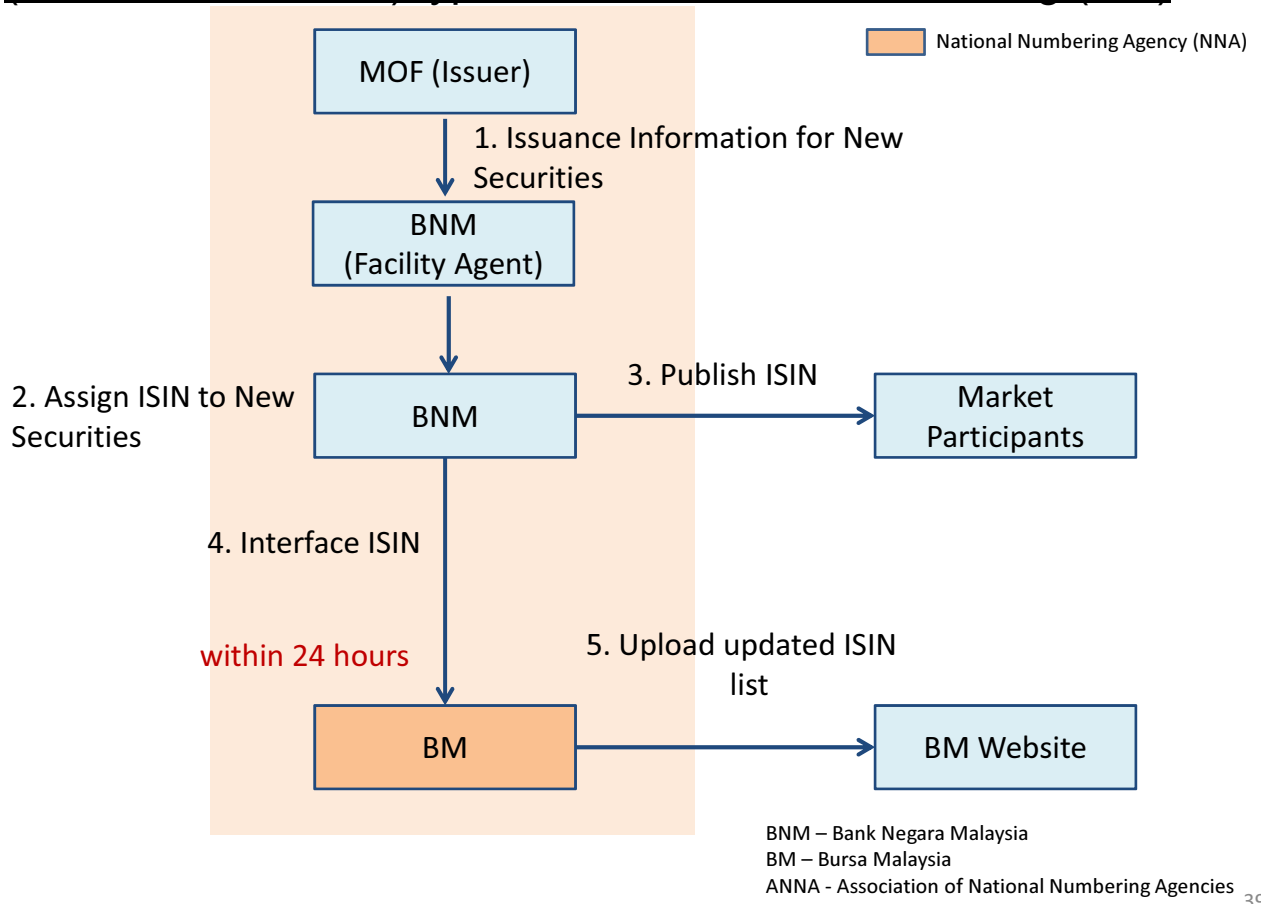 National Numbering Agency (NNA)
MOF (Issuer)
1. Issuance Information for New
Securities
BNM
(Facility Agent)
2. Assign ISIN to New
Securities
BNM
3. Publish ISIN
Market
Participants
4. Interface ISIN
within 24 hours
5. Upload updated ISIN
list
BM
BM Website
BNM – Bank Negara Malaysia
BM – Bursa Malaysia
ANNA - Association of National Numbering Agencies
39